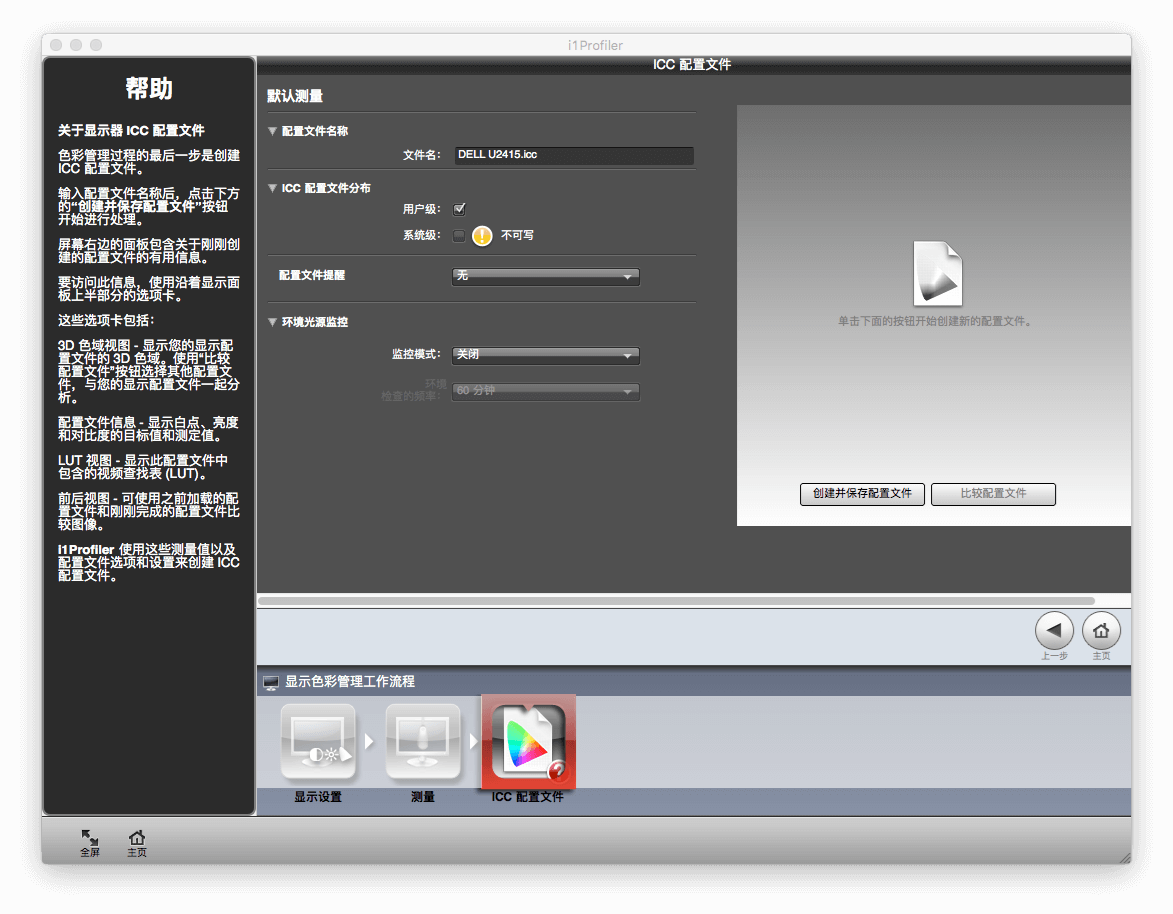 i1Profiler
帮助
关于显示器 ICC 配置文件
色彩管理过程的最后一步是创建
ICC 配置文件。
输入配置文件名称后，点击下方
的“创建并保存配置文件”按钮
开始进行处理。
屏幕右边的面板包含关于刚刚创
建的配置文件的有用信息。
要访问此信息，使用沿着显示面
板上半部分的选项卡。
这些选项卡包括：
3D 色域视图 - 显示您的显示配
置文件的 3D 色域。使用“比较
配置文件”按钮选择其他配置文
件，与您的显示配置文件一起分
析。
配置文件信息 - 显示白点、亮度
和对比度的目标值和测定值。
LUT 视图 - 显示此配置文件中
包含的视频查找表 (LUT)。
前后视图 - 可使用之前加载的配
置文件和刚刚完成的配置文件比
较图像。
i1Profiler 使用这些测量值以及
配置文件选项和设置来创建 ICC
配置文件。
ICC 配置文件
默认测量
配置文件名称
文件名： DELL U2415.icc
ICC 配置文件分布
用户级：
系统级： 不可写
配置文件提醒 无
环境光源监控
监控模式： 关闭
环境
检查的频率： 60 分钟
单击下面的按钮开始创建新的配置文件。
创建并保存配置文件 比较配置文件
上一步 主页
显示色彩管理工作流程
显示设置 测量 ICC 配置文件
全屏 主页